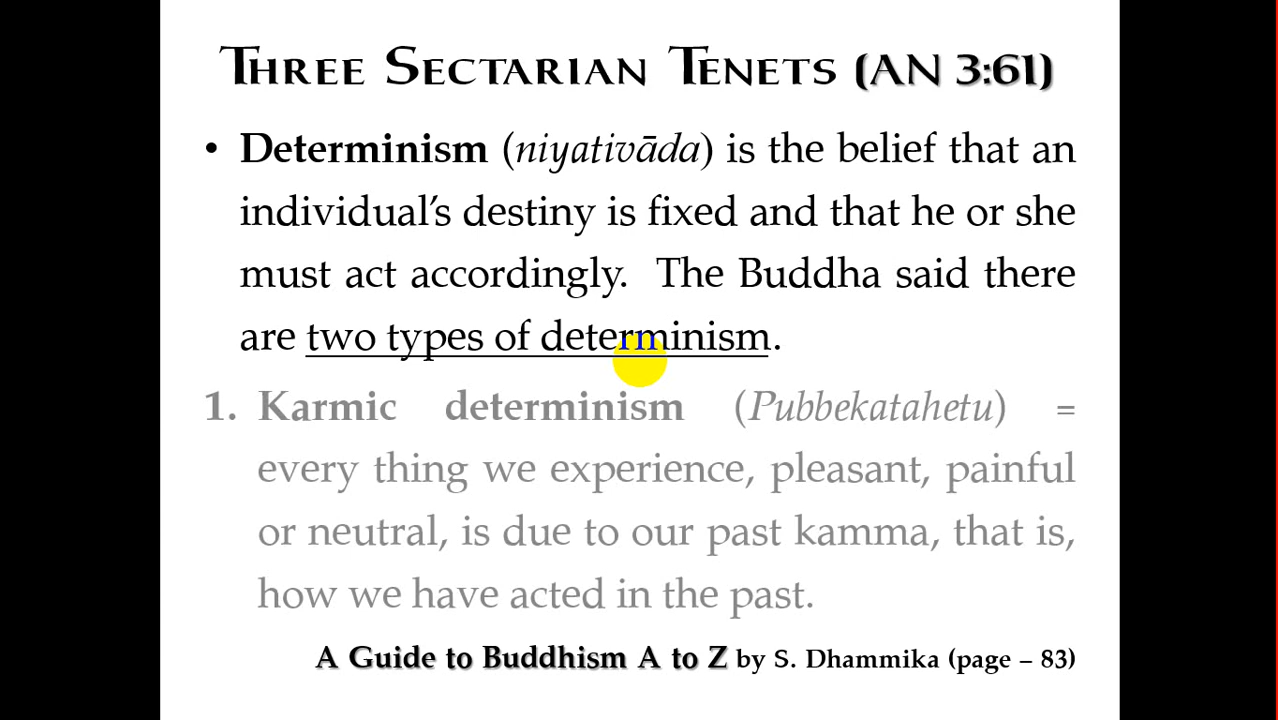 THREE SECTARIAN TENETS (AN 3:61)
• Determinism (niyativāda) is the belief that an
individual's destiny is fixed and that he or she
must act accordingly. The Buddha said there
are two types of determinism.
1. Karmic determinism (Pubbekatahetu) =
every thing we experience, pleasant, painful
or neutral, is due to our past kamma, that is,
how we have acted in the past.
A Guide to Buddhism A to Z by S. Dhammika (page – 83)